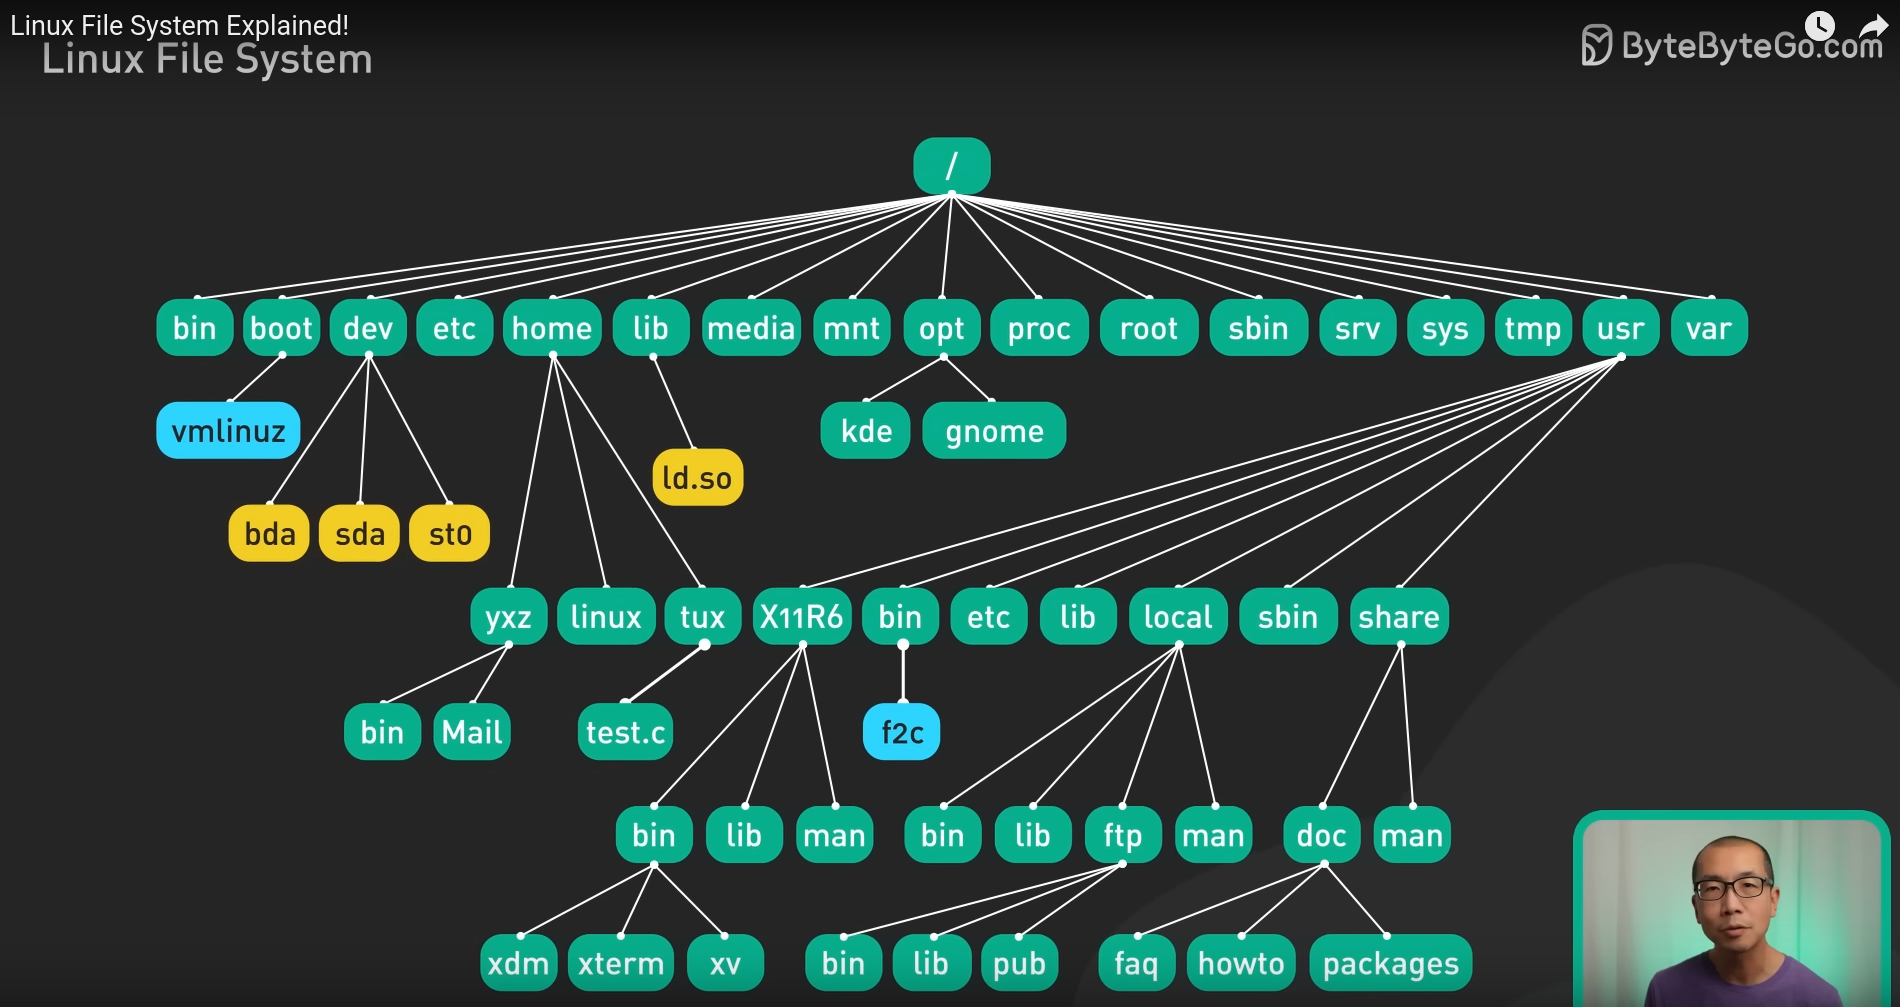 Linux File System Explained!
Linux File System
ByteByteGo.com
/
bin boot dev etc home lib media mnt opt proc root sbin srv sys tmp usr var
vmlinuz kde gnome
ld.so
bda sda st0
yxz linux tux X11R6 bin etc lib local sbin share
bin Mail test.c f2c
bin lib man bin lib ftp man doc man
xdm xterm xv bin lib pub faq howto packages